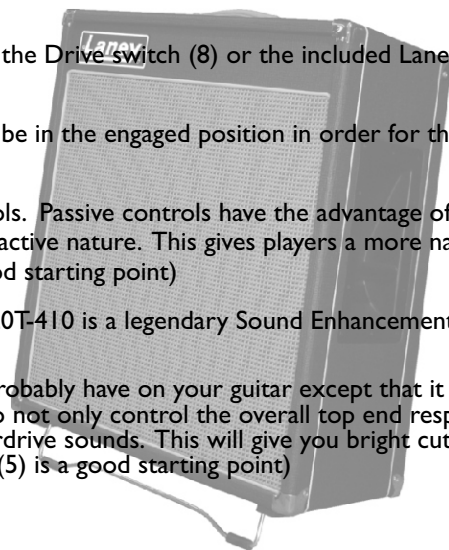 Laney
the Drive switch (8) or the included Lane
be in the engaged position in order for th
ols. Passive controls have the advantage of
active nature. This gives players a more na
od starting point)
0T-410 is a legendary Sound Enhancement
robably have on your guitar except that it
o not only control the overall top end resp
rdrive sounds. This will give you bright cut
(5) is a good starting point)